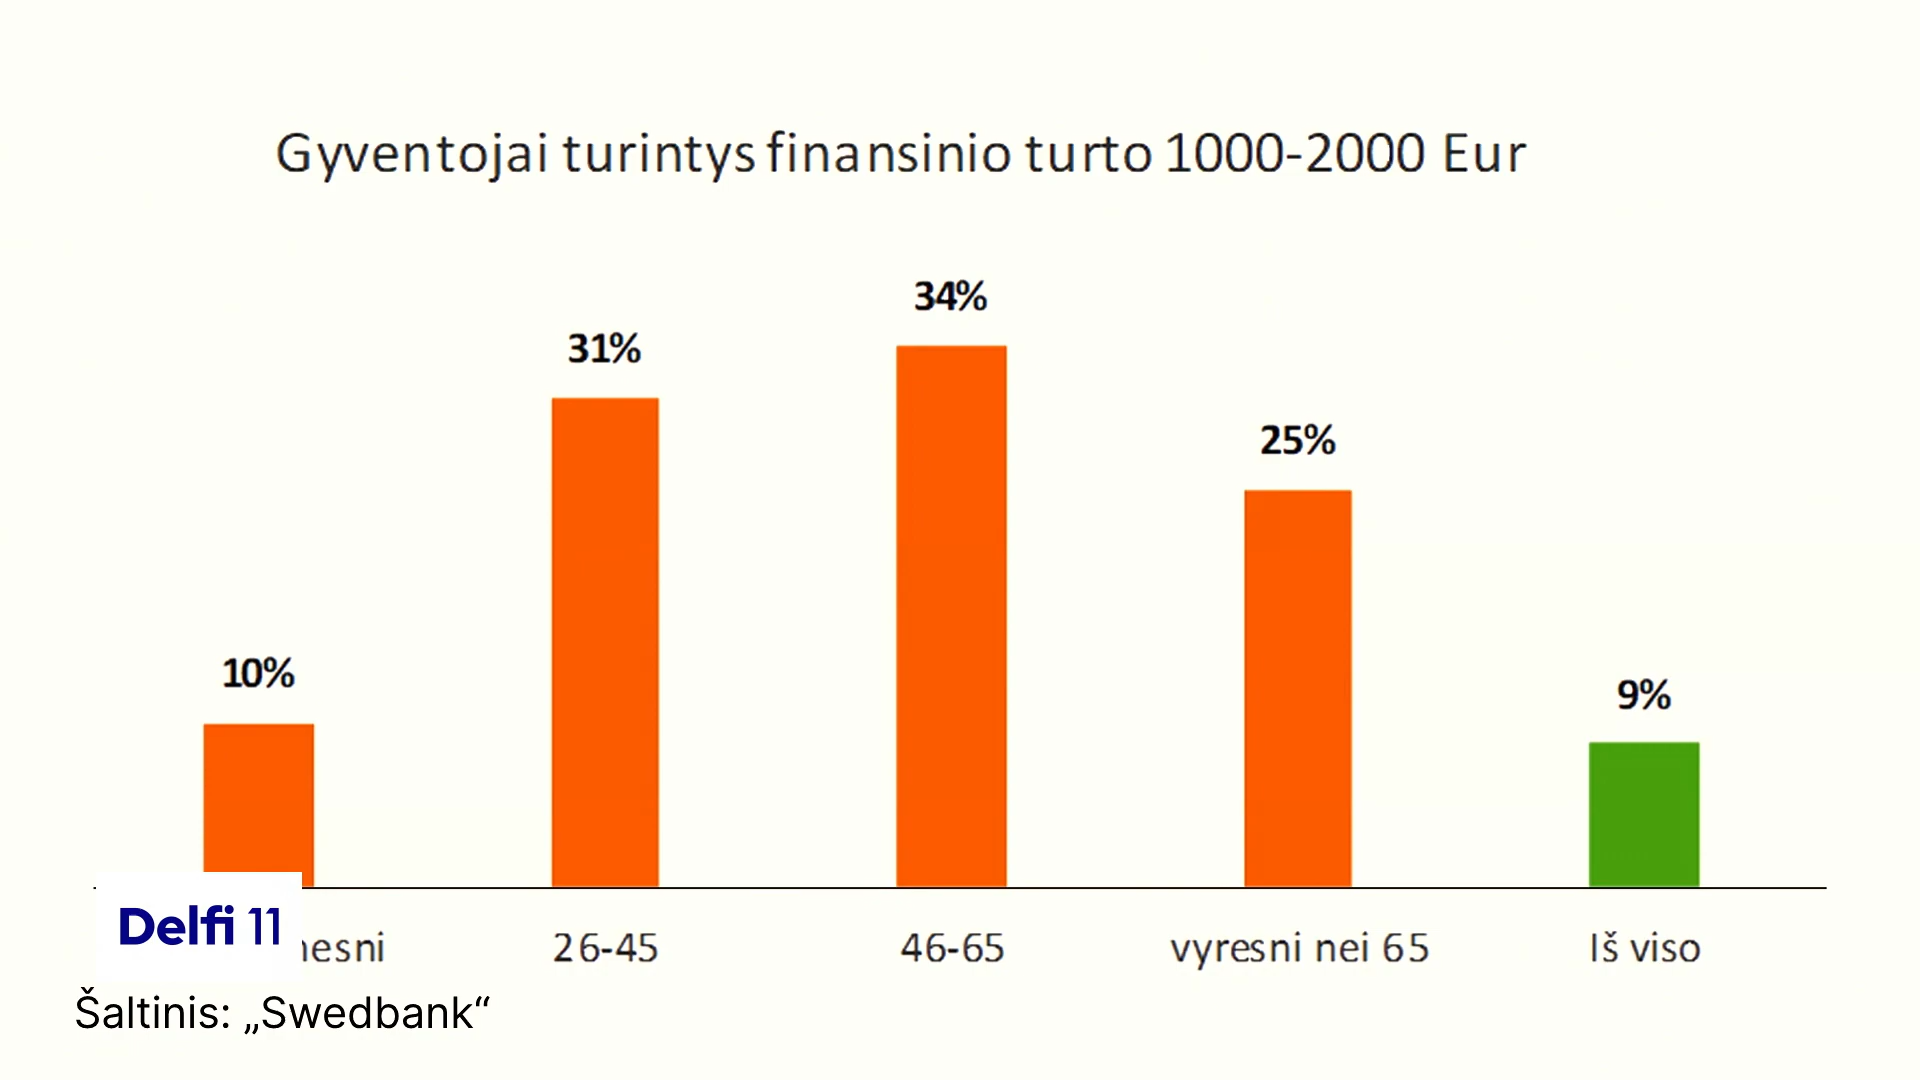 Gyventojai turintys finansinio turto 1000-2000 Eur
34%
31%
25%
10%
9%
Delfi 11
26-45
46-65
vyresni nei 65
Iš viso
Šaltinis: „Swedbank“